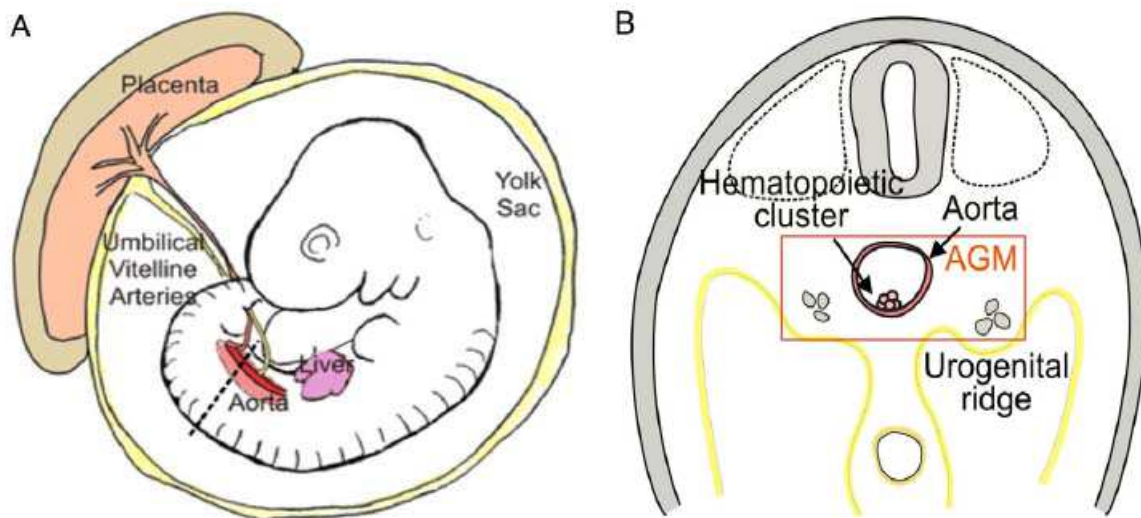 A
Placenta
Yolk
Sac
Umbilical
Vitelline
Arteries
Liver
Aorta
B
Hematopoietic
cluster
Aorta
AGM
Urogenital
ridge